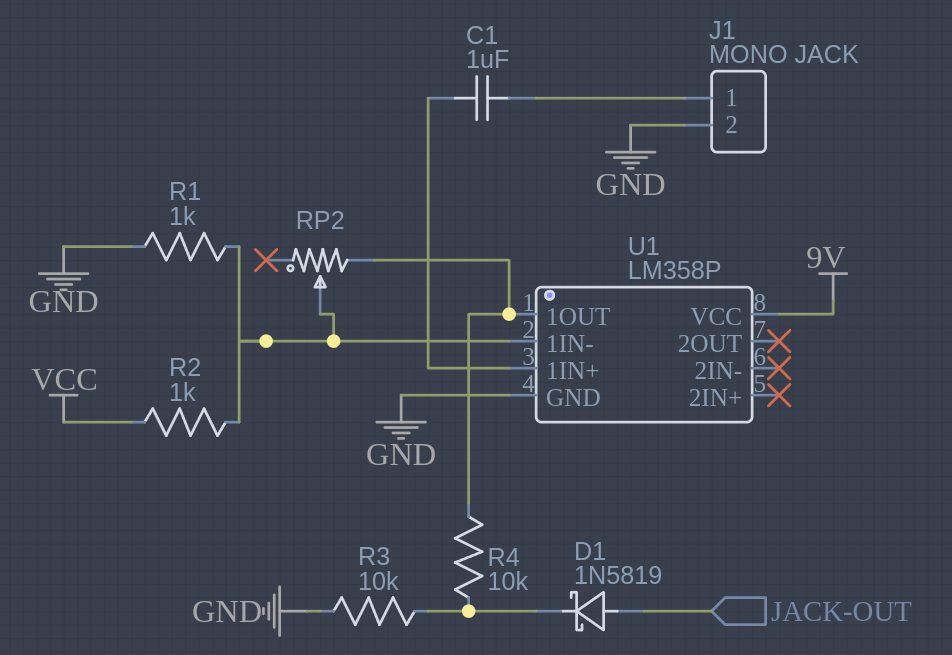 C1
1uF
J1
MONO JACK
1
2
GND
R1
1k
RP2
GND
U1
LM358P
9V
1
1OUT
VCC
8
2
1IN-
2OUT
7
3
1IN+
2IN-
6
4
GND
2IN+
5
R2
1k
VCC
GND
R3
10k
R4
10k
D1
1N5819
GND
JACK-OUT